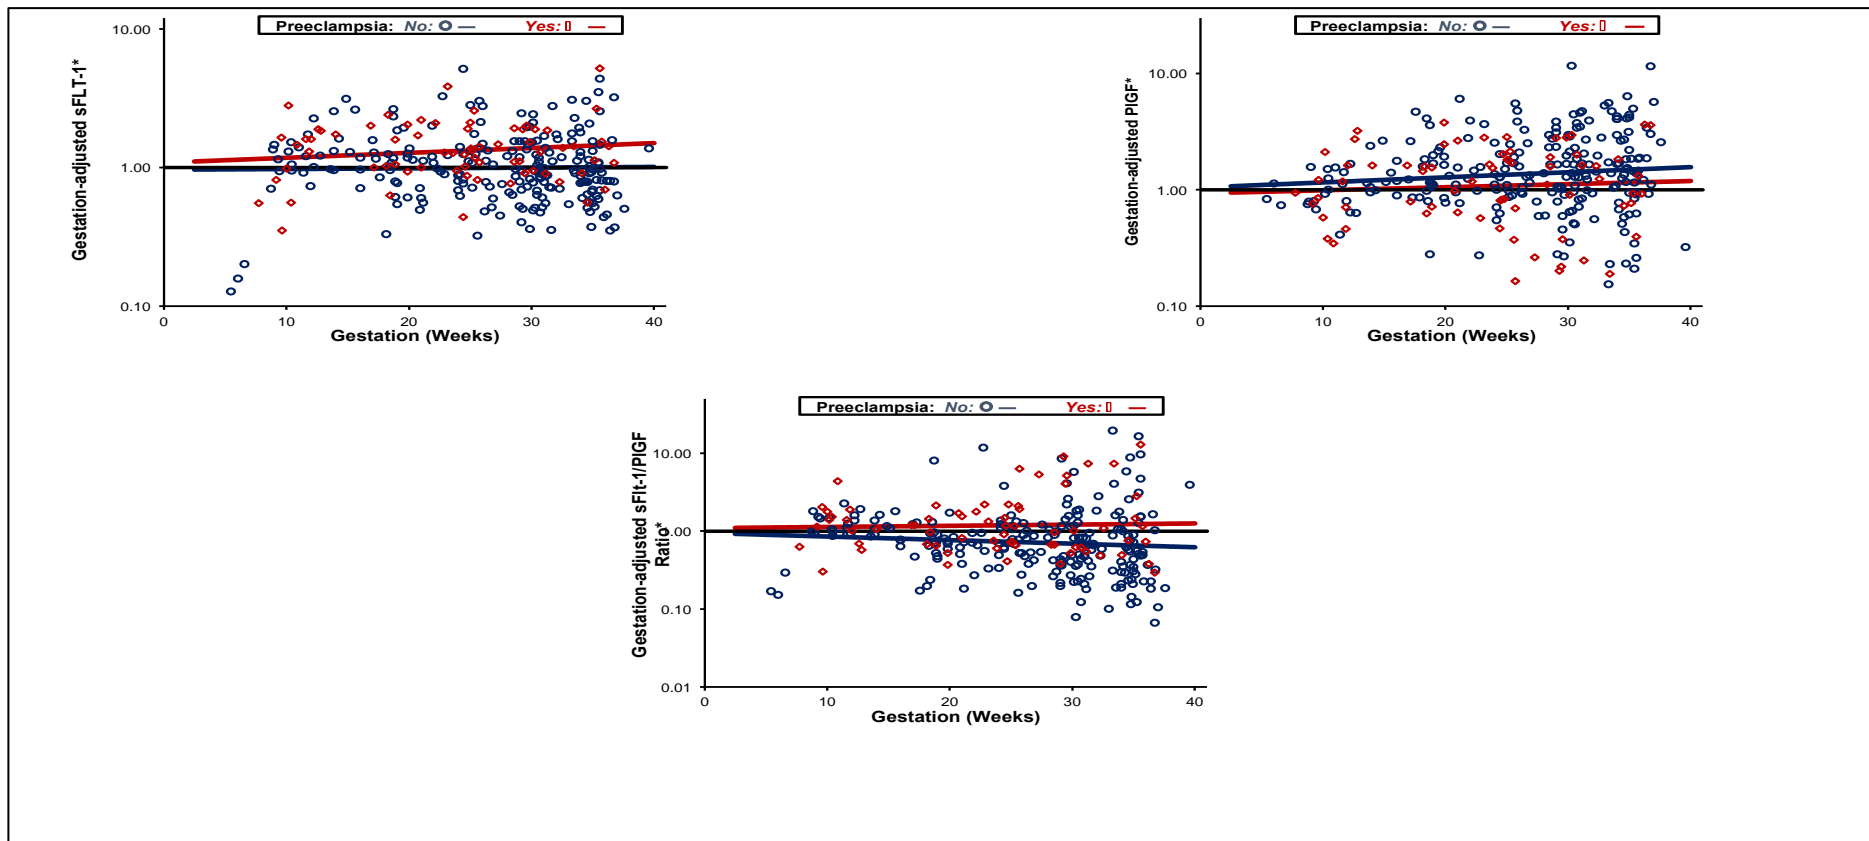 Preeclampsia: No: Yes:
10.00
1.00
0.10
0 10 20 30 40
Gestation (Weeks)
Gestation-adjusted sFLT-1*
Preeclampsia: No: Yes:
10.00
1.00
0.10
0 10 20 30 40
Gestation (Weeks)
Gestation-adjusted PlGF*
Preeclampsia: No: Yes:
10.00
1.00
0.10
0.01
0 10 20 30 40
Gestation (Weeks)
Gestation-adjusted sFlt-1/PlGF
Ratio*